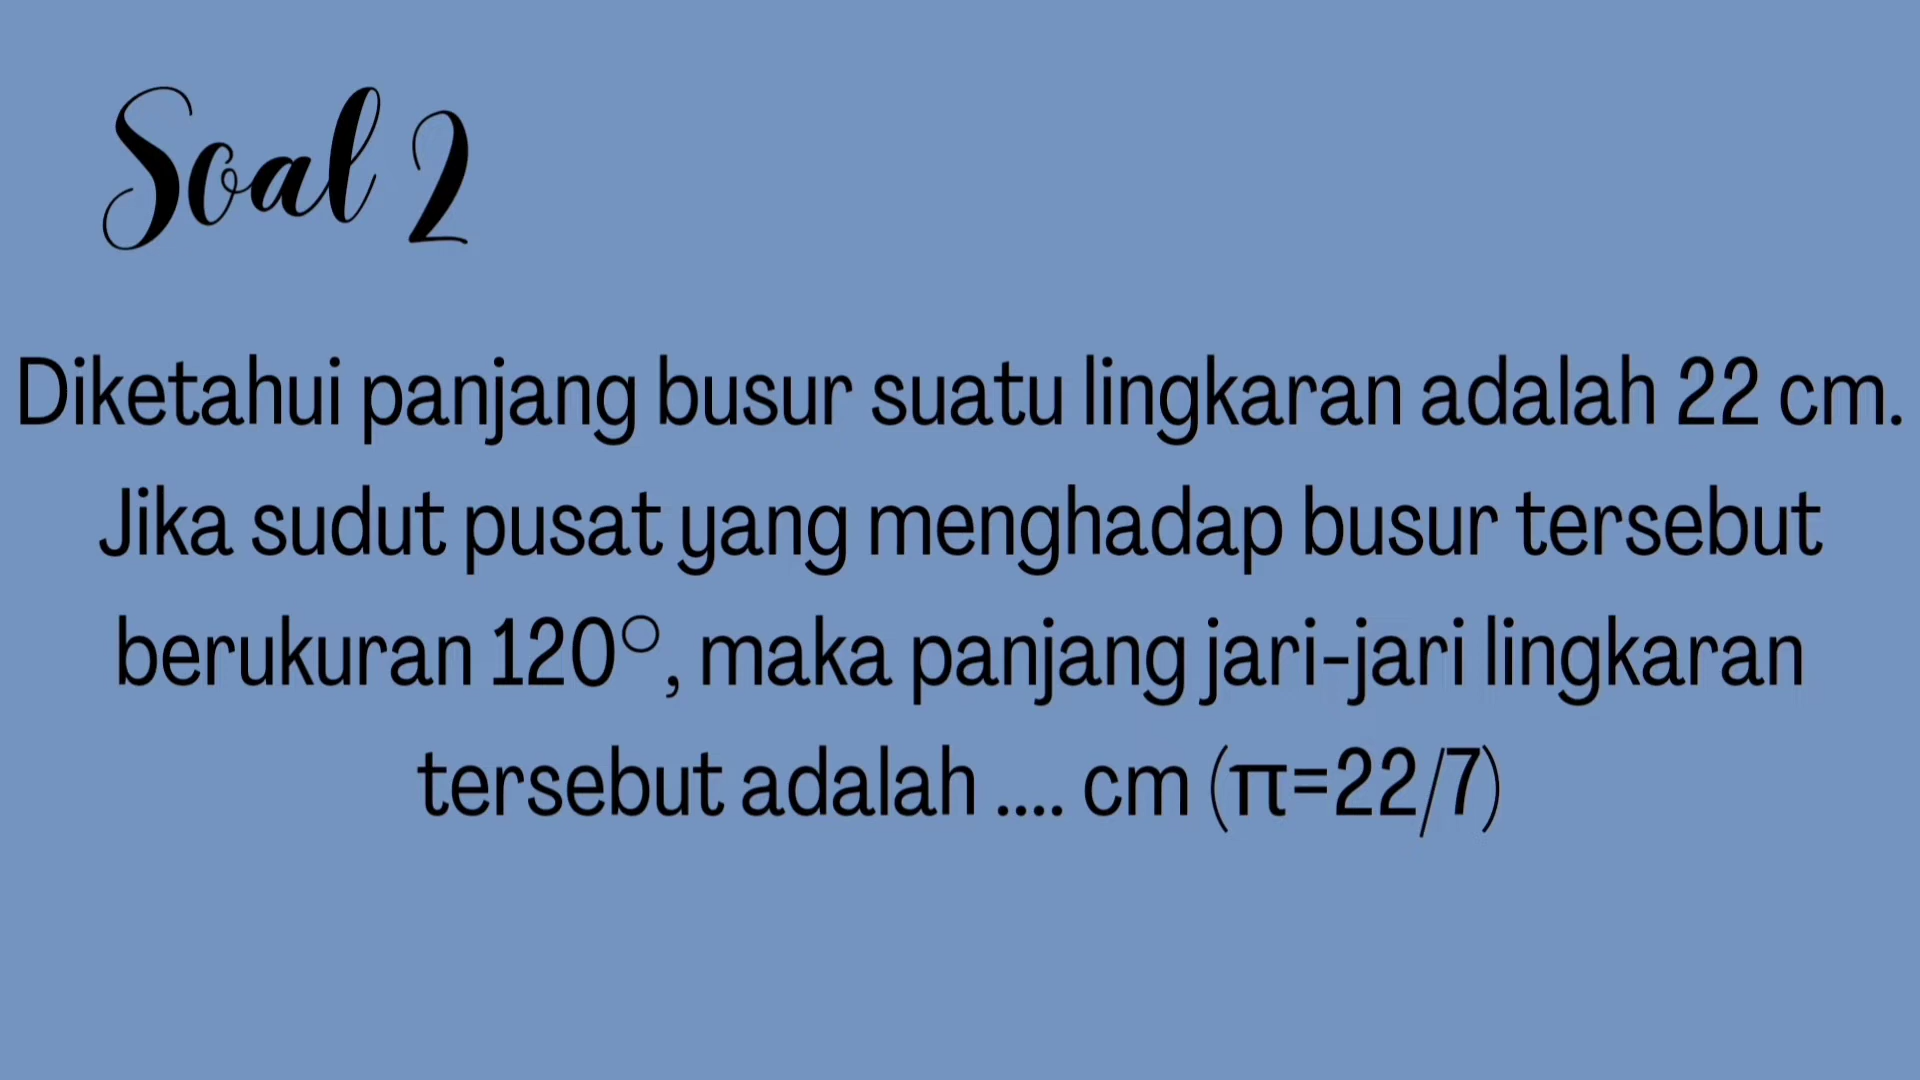 Soal 2
Diketahui panjang busur suatu lingkaran adalah 22 cm.
Jika sudut pusat yang menghadap busur tersebut
berukuran 120°, maka panjang jari-jari lingkaran
tersebut adalah .... cm (π=22/7)